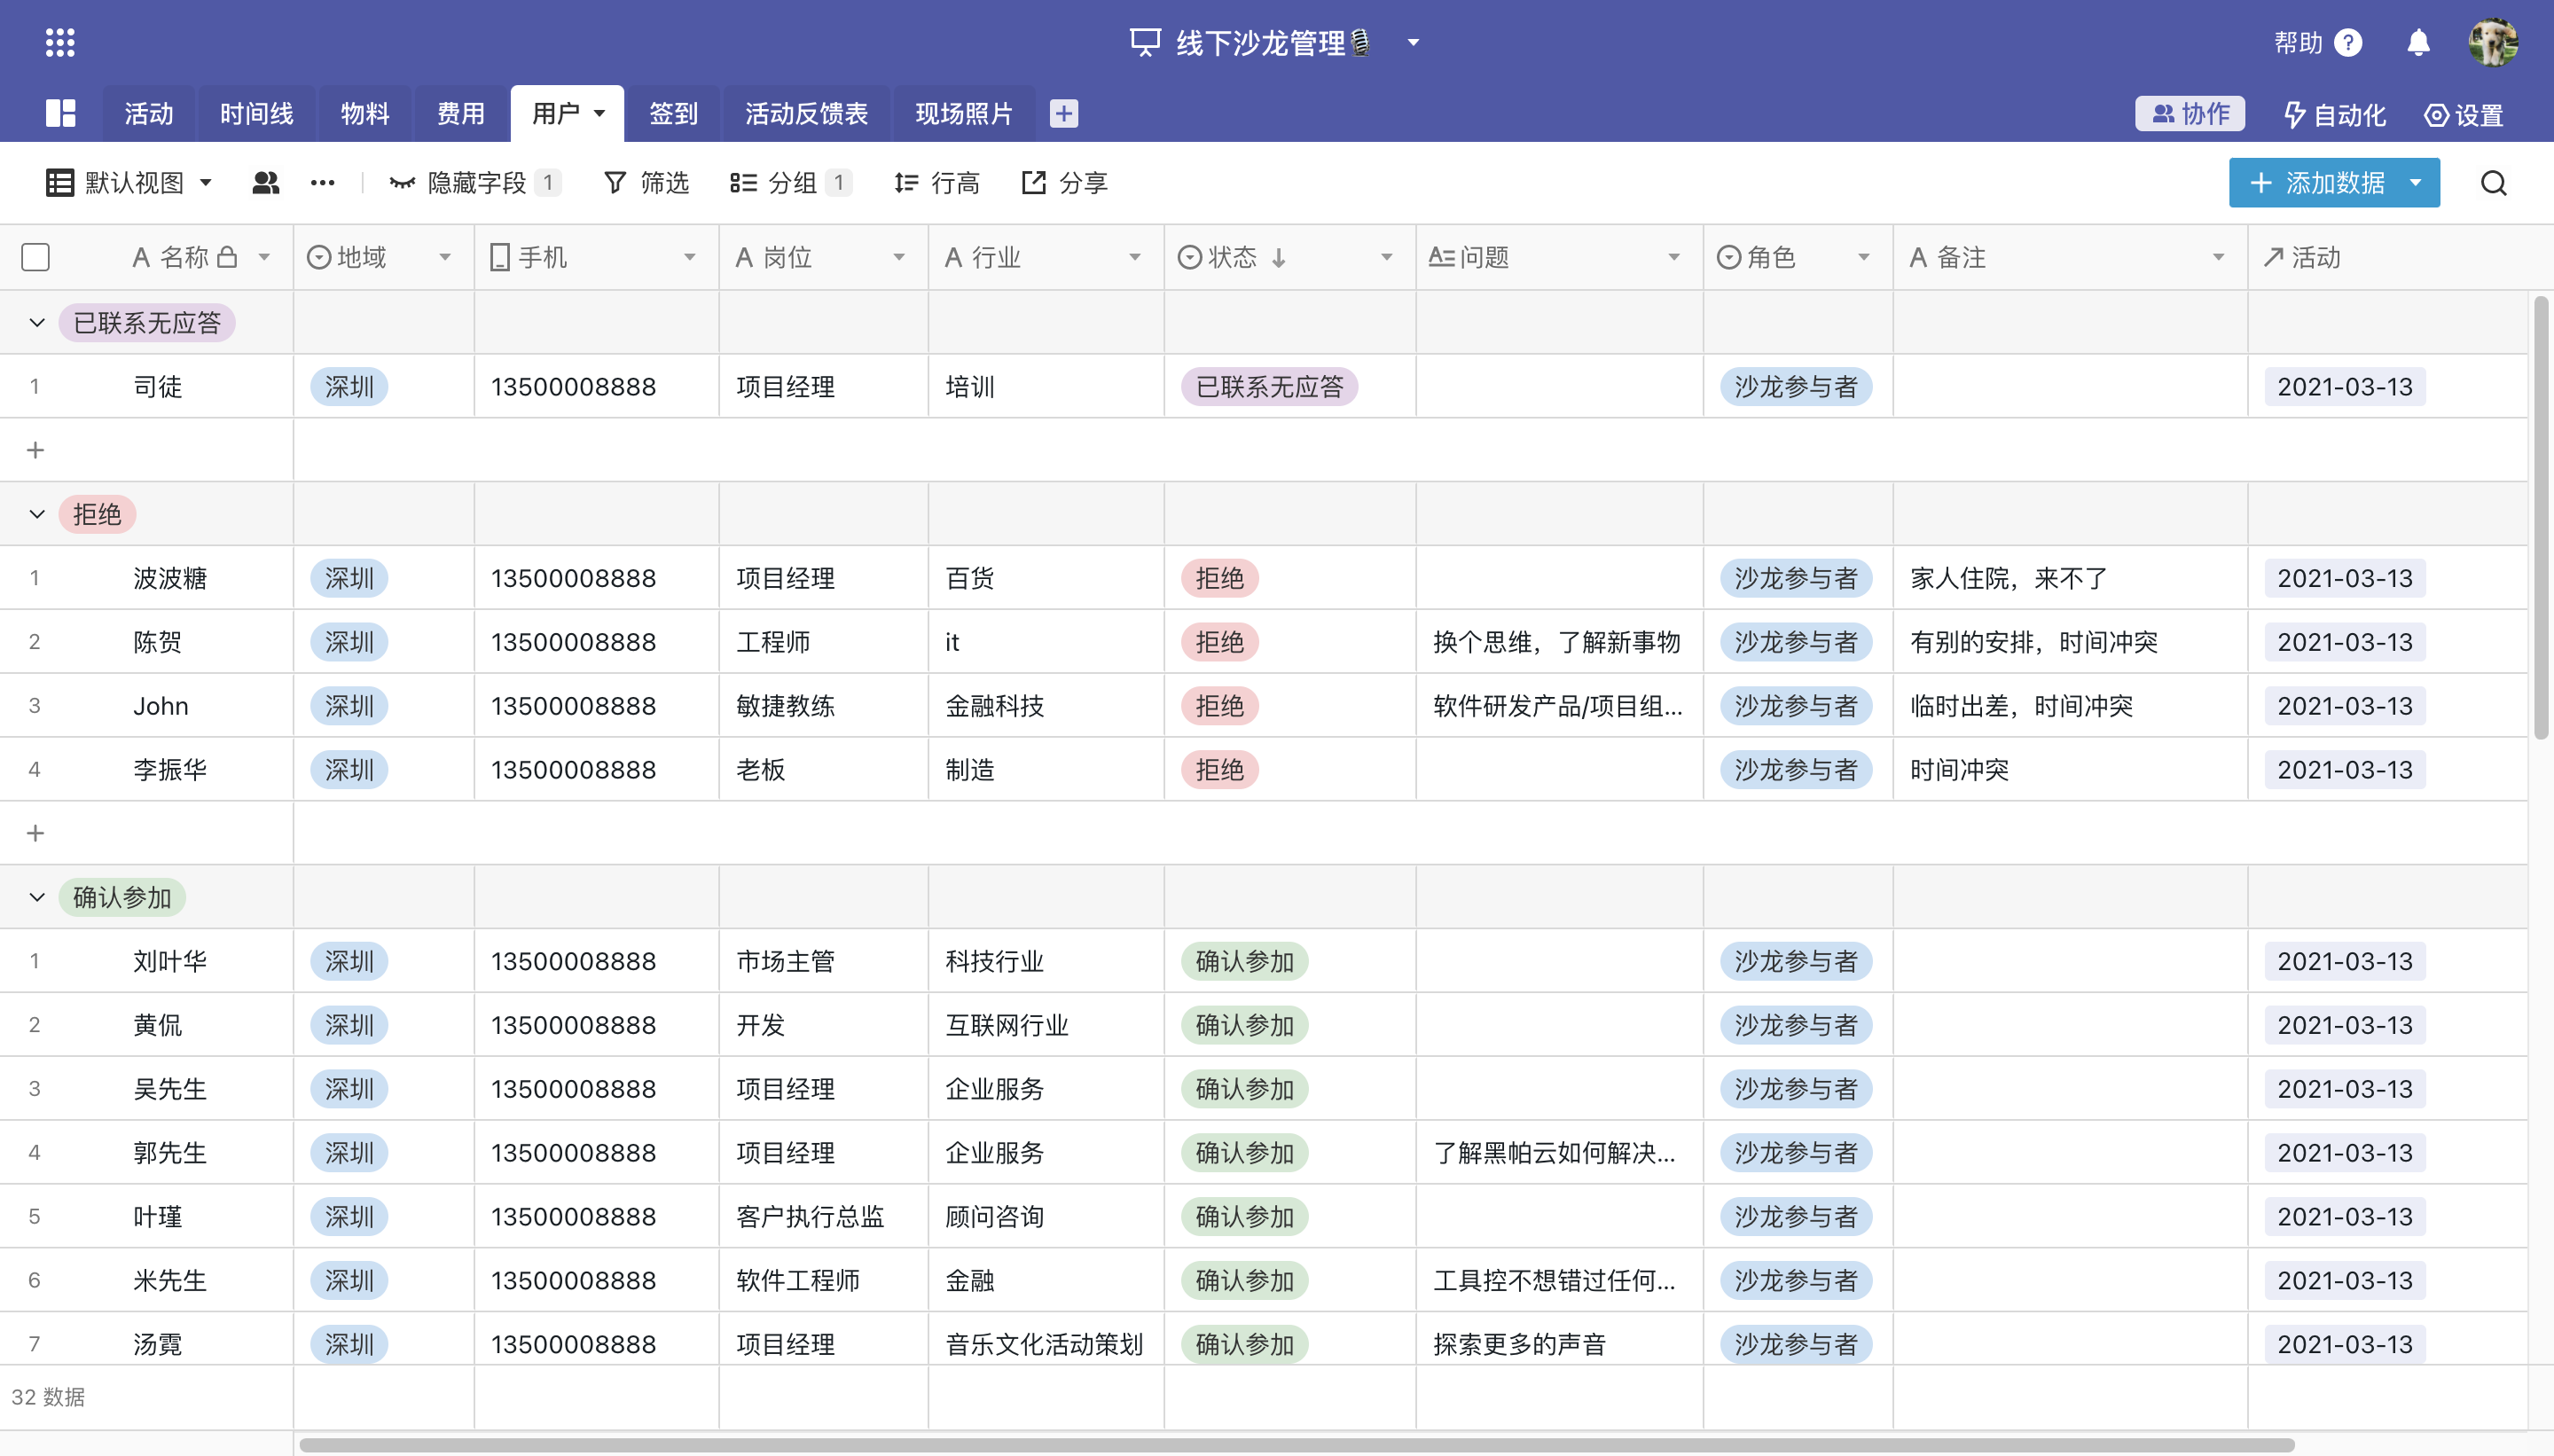 线下沙龙管理🎙 帮助 ?
活动 时间线 物料 费用 用户 签到 活动反馈表 现场照片 协作 自动化 设置
默认视图 隐藏字段 1 筛选 分组 1 行高 分享 添加数据
名称 地域 手机 岗位 行业 状态 问题 角色 备注 活动
已联系无应答
1 司徒 深圳 13500008888 项目经理 培训 已联系无应答 沙龙参与者 2021-03-13
拒绝
1 波波糖 深圳 13500008888 项目经理 百货 拒绝 沙龙参与者 家人住院，来不了 2021-03-13
2 陈贺 深圳 13500008888 工程师 it 拒绝 换个思维，了解新事物 沙龙参与者 有别的安排，时间冲突 2021-03-13
3 John 深圳 13500008888 敏捷教练 金融科技 拒绝 软件研发产品/项目组... 沙龙参与者 临时出差，时间冲突 2021-03-13
4 李振华 深圳 13500008888 老板 制造 拒绝 沙龙参与者 时间冲突 2021-03-13
确认参加
1 刘叶华 深圳 13500008888 市场主管 科技行业 确认参加 沙龙参与者 2021-03-13
2 黄侃 深圳 13500008888 开发 互联网行业 确认参加 沙龙参与者 2021-03-13
3 吴先生 深圳 13500008888 项目经理 企业服务 确认参加 沙龙参与者 2021-03-13
4 郭先生 深圳 13500008888 项目经理 企业服务 确认参加 了解黑帕云如何解决... 沙龙参与者 2021-03-13
5 叶瑾 深圳 13500008888 客户执行总监 顾问咨询 确认参加 沙龙参与者 2021-03-13
6 米先生 深圳 13500008888 软件工程师 金融 确认参加 工具控不想错过任何... 沙龙参与者 2021-03-13
7 汤霓 深圳 13500008888 项目经理 音乐文化活动策划 确认参加 探索更多的声音 沙龙参与者 2021-03-13
32 数据